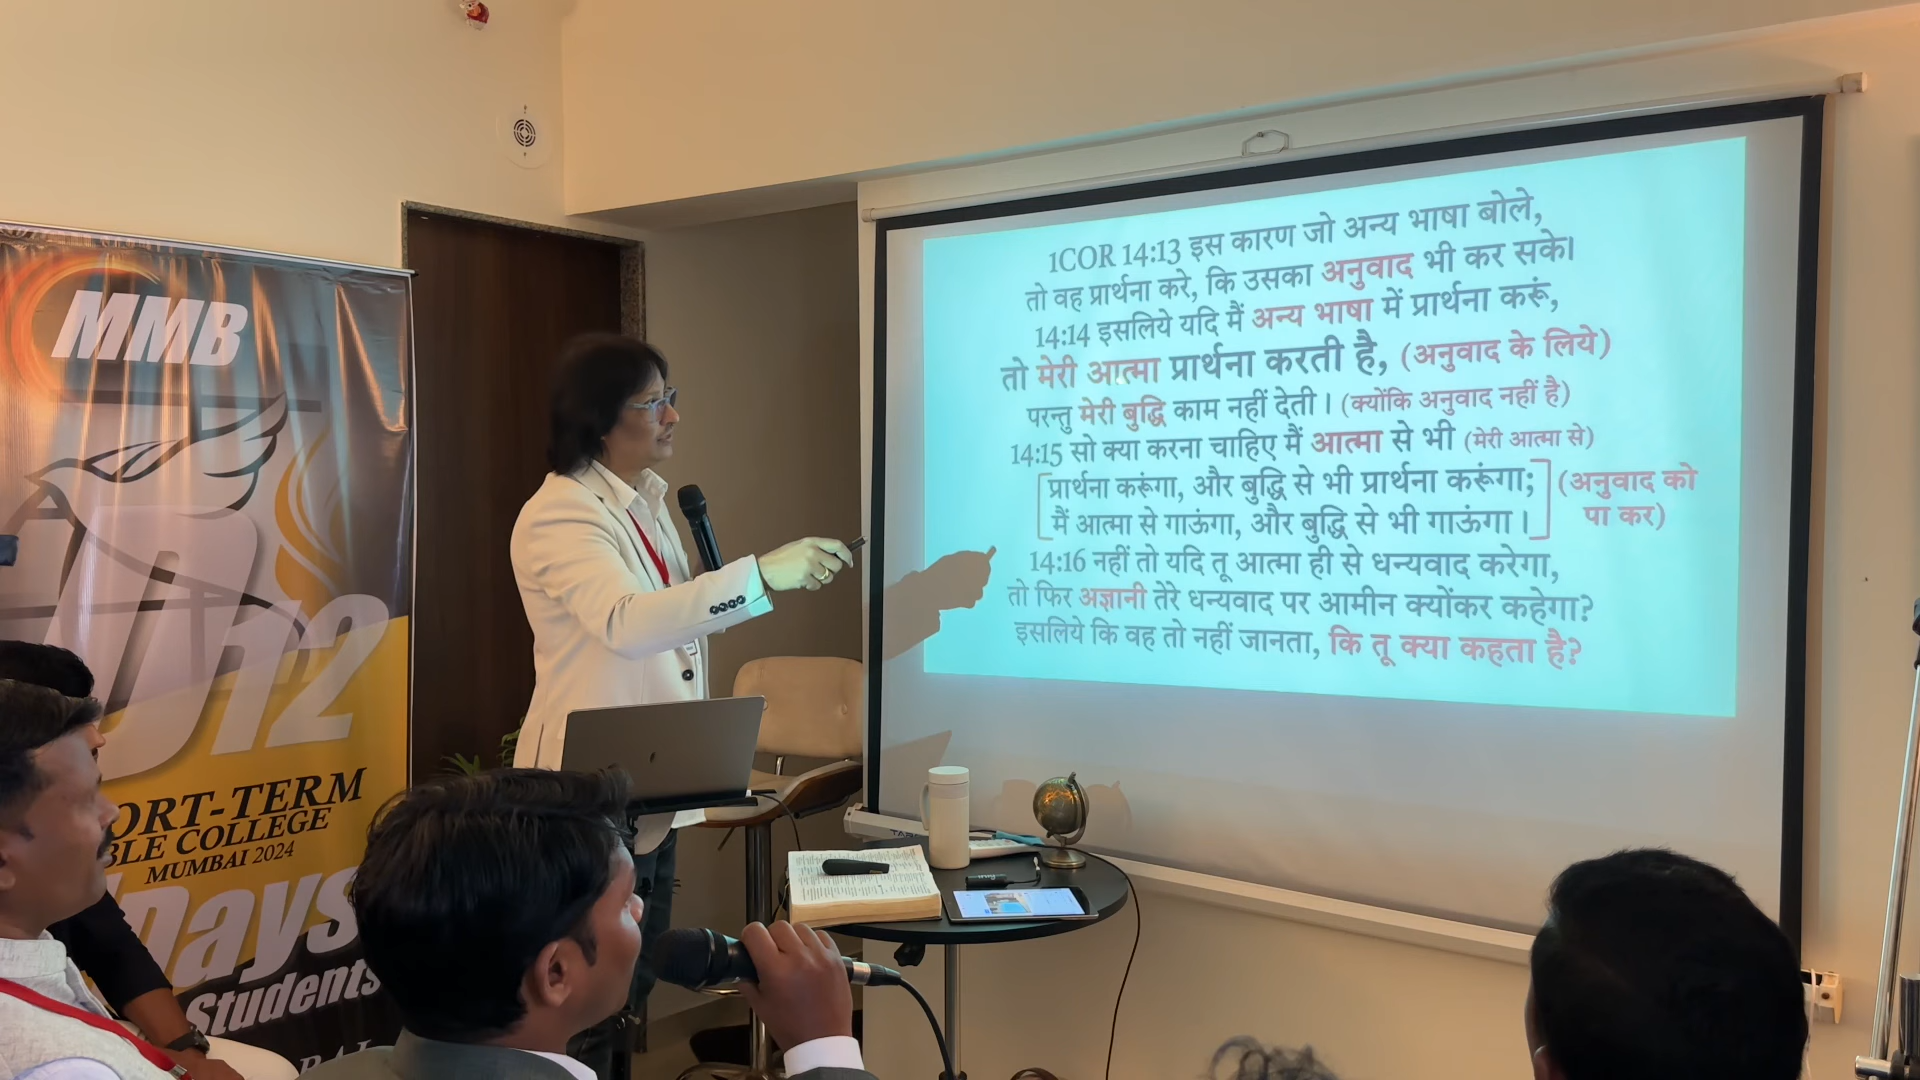 MMB
D12
ORT-TERM
BLE COLLEGE
MUMBAI 2024
Days
Students
1COR 14:13 इस कारण जो अन्य भाषा बोले,
तो वह प्रार्थना करे, कि उसका अनुवाद भी कर सके।
14:14 इसलिये यदि मैं अन्य भाषा में प्रार्थना करूं,
तो मेरी आत्मा प्रार्थना करती है, (अनुवाद के लिये)
परन्तु मेरी बुद्धि काम नहीं देती। (क्योंकि अनुवाद नहीं है)
14:15 सो क्या करना चाहिए मैं आत्मा से भी (मेरी आत्मा से)
[प्रार्थना करूंगा, और बुद्धि से भी प्रार्थना करूंगा;] (अनुवाद को
[मैं आत्मा से गाऊंगा, और बुद्धि से भी गाऊंगा।] पा कर)
14:16 नहीं तो यदि तू आत्मा ही से धन्यवाद करेगा,
तो फिर अज्ञानी तेरे धन्यवाद पर आमीन क्योंकर कहेगा?
इसलिये कि वह तो नहीं जानता, कि तू क्या कहता है?